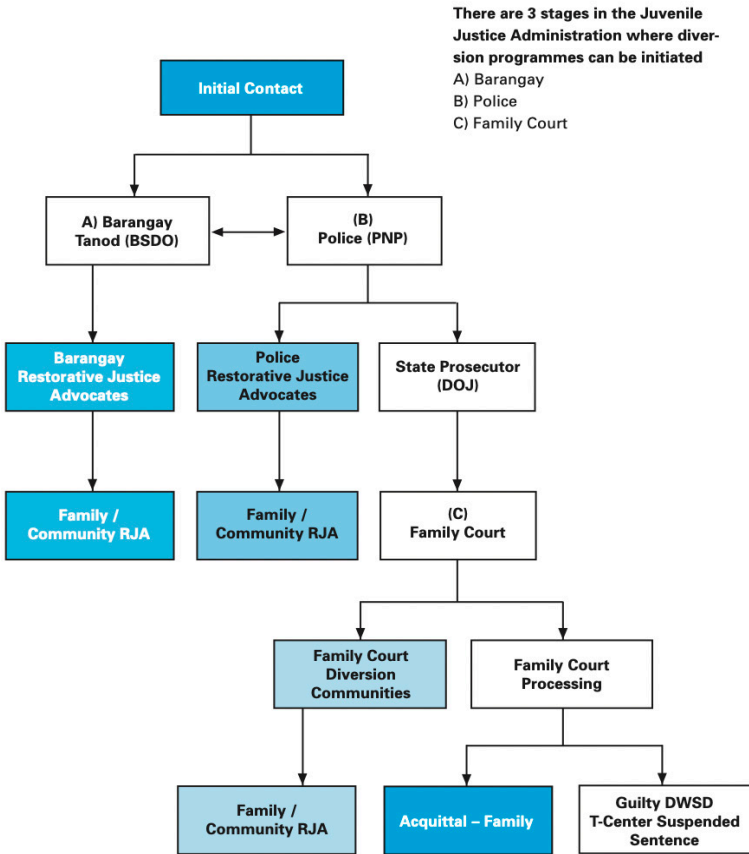 There are 3 stages in the Juvenile
Justice Administration where diver-
sion programmes can be initiated
A) Barangay
B) Police
C) Family Court
Initial Contact
A) Barangay
Tanod (BSDO)
(B)
Police (PNP)
Barangay
Restorative Justice
Advocates
Police
Restorative Justice
Advocates
State Prosecutor
(DOJ)
Family /
Community RJA
Family /
Community RJA
(C)
Family Court
Family Court
Diversion
Communities
Family Court
Processing
Family /
Community RJA
Acquittal – Family
Guilty DWSD
T-Center Suspended
Sentence